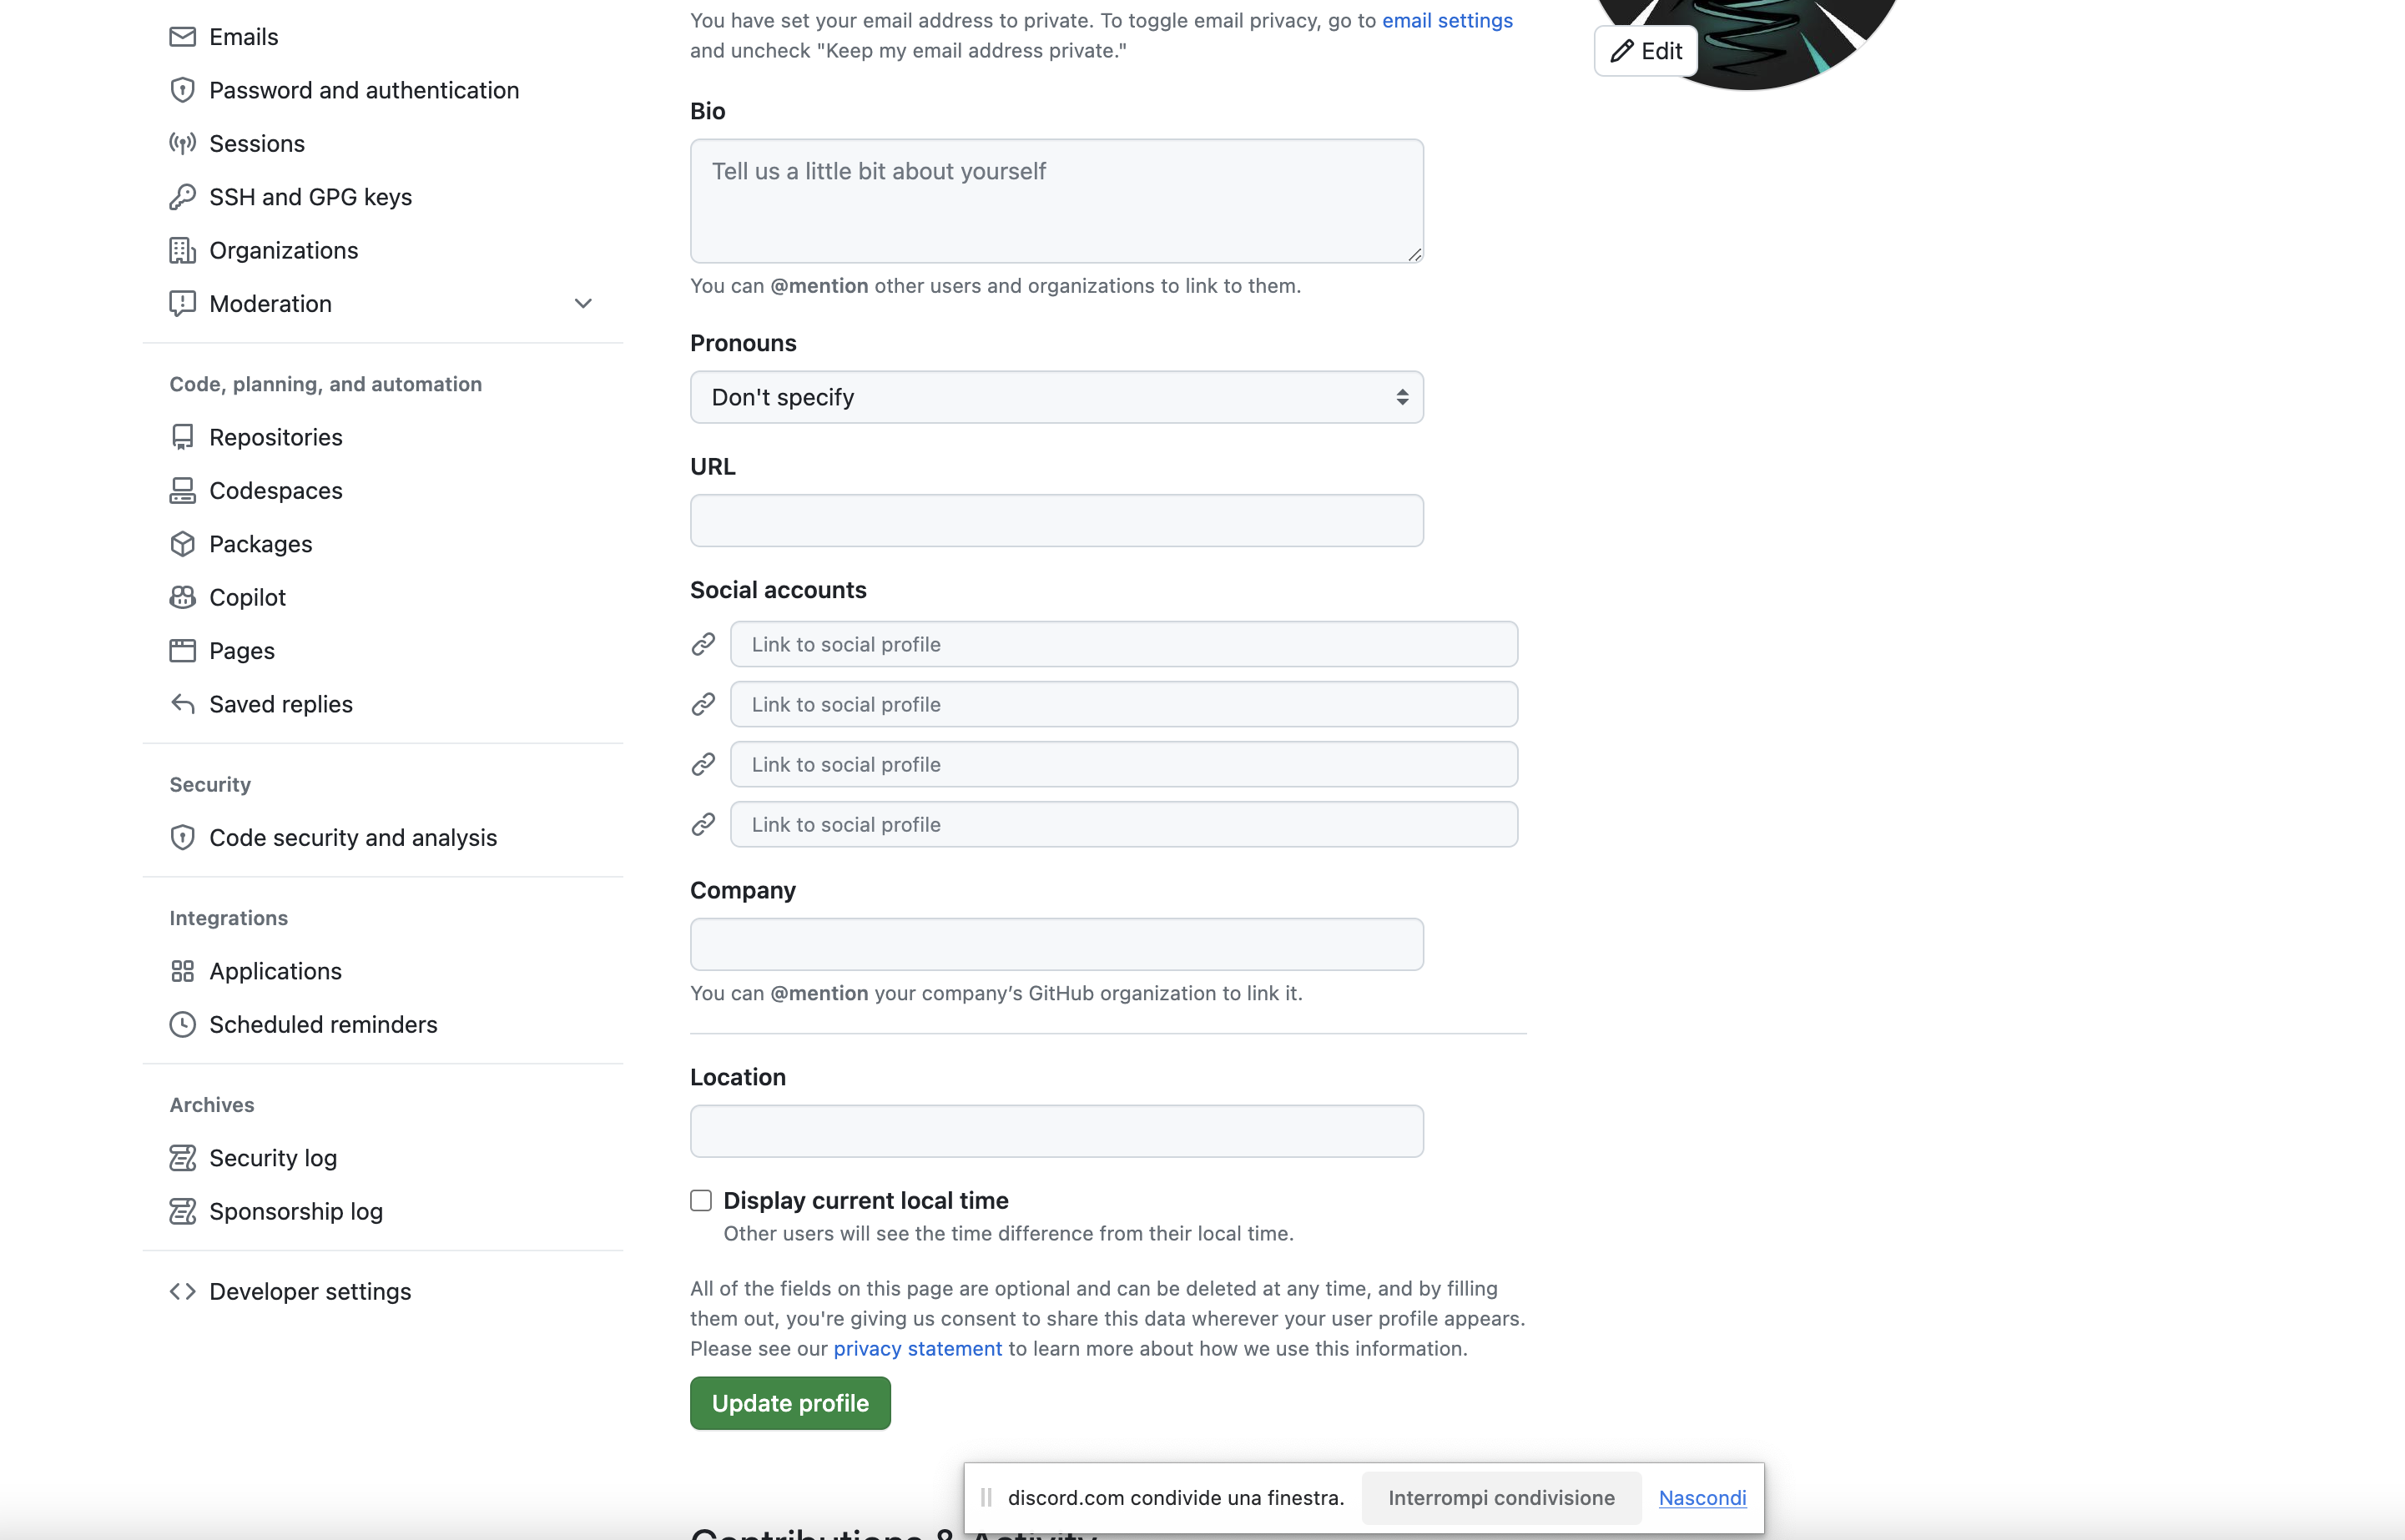 Emails
Password and authentication
Sessions
SSH and GPG keys
Organizations
Moderation
Code, planning, and automation
Repositories
Codespaces
Packages
Copilot
Pages
Saved replies
Security
Code security and analysis
Integrations
Applications
Scheduled reminders
Archives
Security log
Sponsorship log
Developer settings
You have set your email address to private. To toggle email privacy, go to email settings
and uncheck "Keep my email address private."
Edit
Bio
Tell us a little bit about yourself
You can @mention other users and organizations to link to them.
Pronouns
Don't specify
URL
Social accounts
Link to social profile
Link to social profile
Link to social profile
Link to social profile
Company
You can @mention your company’s GitHub organization to link it.
Location
Display current local time
Other users will see the time difference from their local time.
All of the fields on this page are optional and can be deleted at any time, and by filling
them out, you're giving us consent to share this data wherever your user profile appears.
Please see our privacy statement to learn more about how we use this information.
Update profile
discord.com condivide una finestra. Interrompi condivisione Nascondi
Contributions & Activity